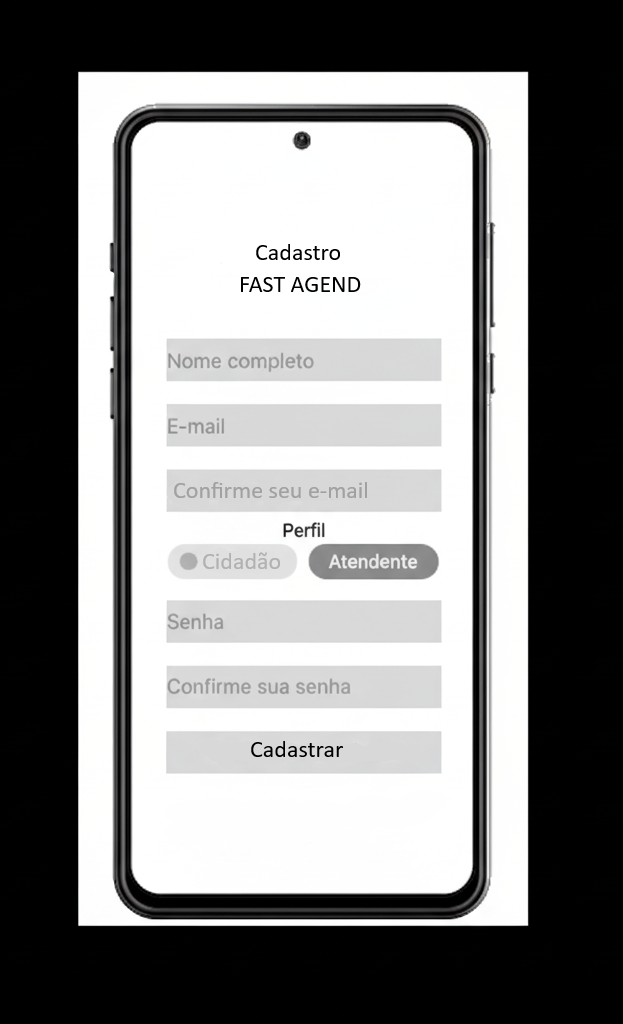 Cadastro
FAST AGEND
Nome completo
E-mail
Confirme seu e-mail
Perfil
Cidadão Atendente
Senha
Confirme sua senha
Cadastrar